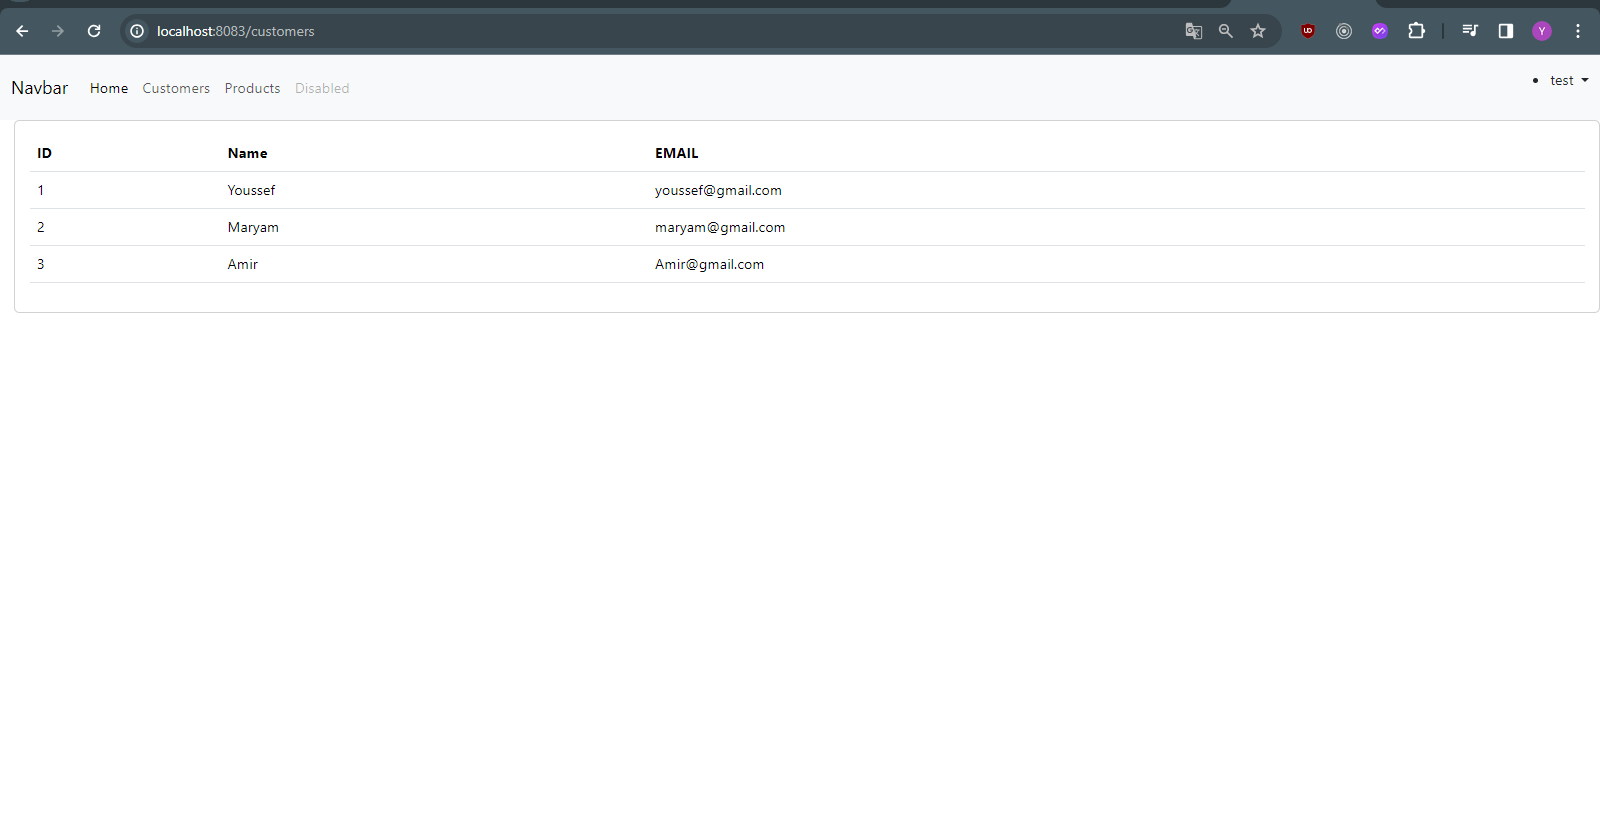 localhost:8083/customers
Y
Navbar Home Customers Products Disabled
• test
ID Name EMAIL
1 Youssef youssef@gmail.com
2 Maryam maryam@gmail.com
3 Amir Amir@gmail.com